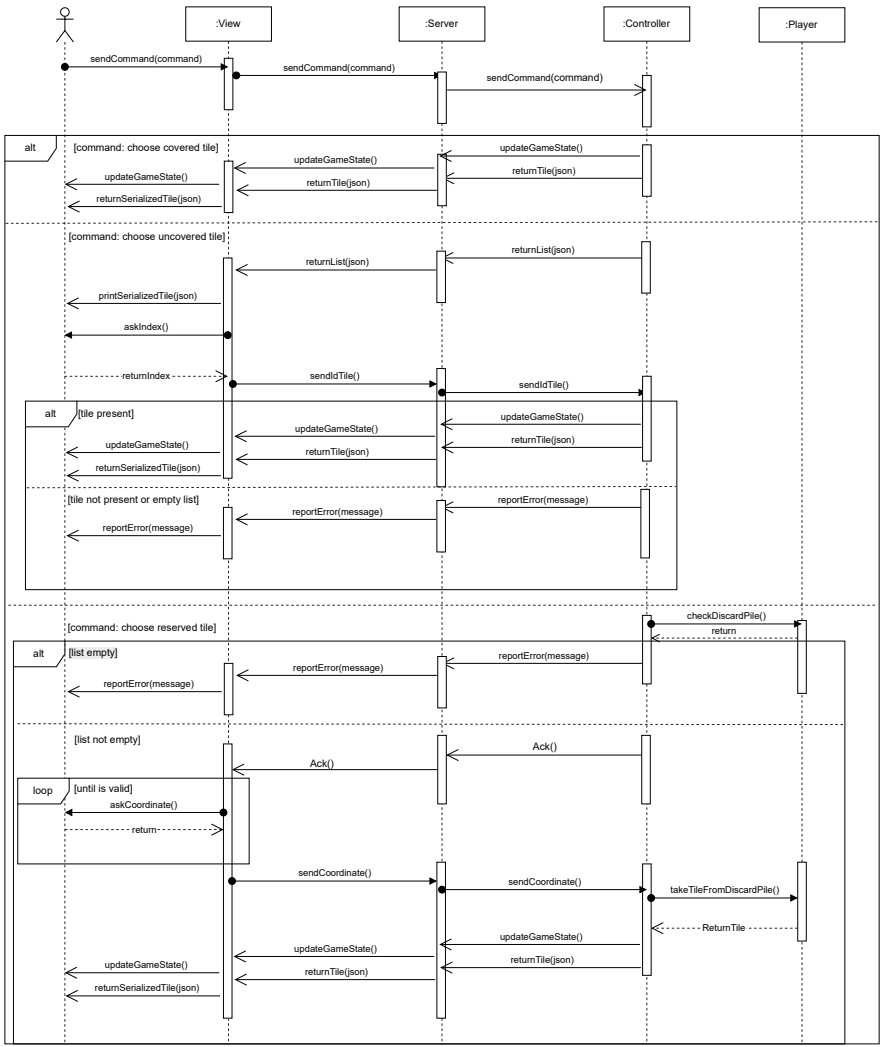 :View
:Server
:Controller
:Player
sendCommand(command)
sendCommand(command)
sendCommand(command)
alt
[command: choose covered tile]
updateGameState()
updateGameState()
returnTile(json)
updateGameState()
returnTile(json)
returnSerializedTile(json)
[command: choose uncovered tile]
returnList(json)
returnList(json)
printSerializedTile(json)
askIndex()
returnIndex
sendIdTile()
sendIdTile()
alt
[tile present]
updateGameState()
updateGameState()
returnTile(json)
updateGameState()
returnTile(json)
returnSerializedTile(json)
[tile not present or empty list]
reportError(message)
reportError(message)
reportError(message)
checkDiscardPile()
[command: choose reserved tile]
return
alt
[list empty]
reportError(message)
reportError(message)
reportError(message)
[list not empty]
Ack()
Ack()
loop
[until is valid]
askCoordinate()
return
sendCoordinate()
sendCoordinate()
takeTileFromDiscardPile()
ReturnTile
updateGameState()
updateGameState()
returnTile(json)
updateGameState()
returnTile(json)
returnSerializedTile(json)